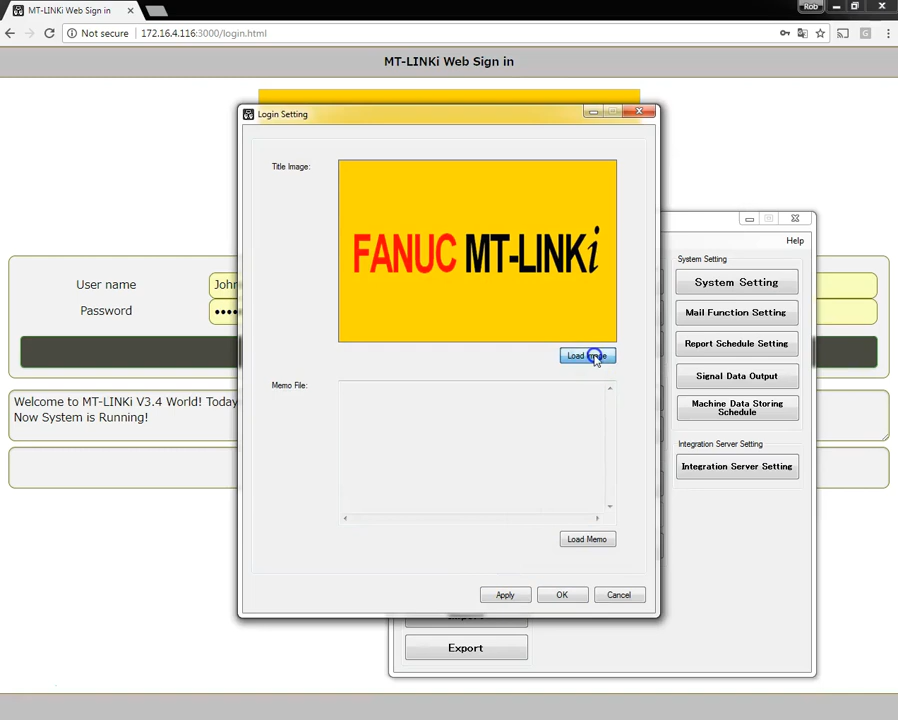 MT-LINKi Web Sign in
Rob
Not secure
172.16.4.116:3000/login.html
MT-LINKi Web Sign in
Login Setting
Title Image:
FANUC MT-LINKi
Load Image
Memo File:
Load Memo
Apply
OK
Cancel
User name
John
Password
Welcome to MT-LINKi V3.4 World! Today
Now System is Running!
Help
System Setting
System Setting
Mail Function Setting
Report Schedule Setting
Signal Data Output
Machine Data Storing
Schedule
Integration Server Setting
Integration Server Setting
Export